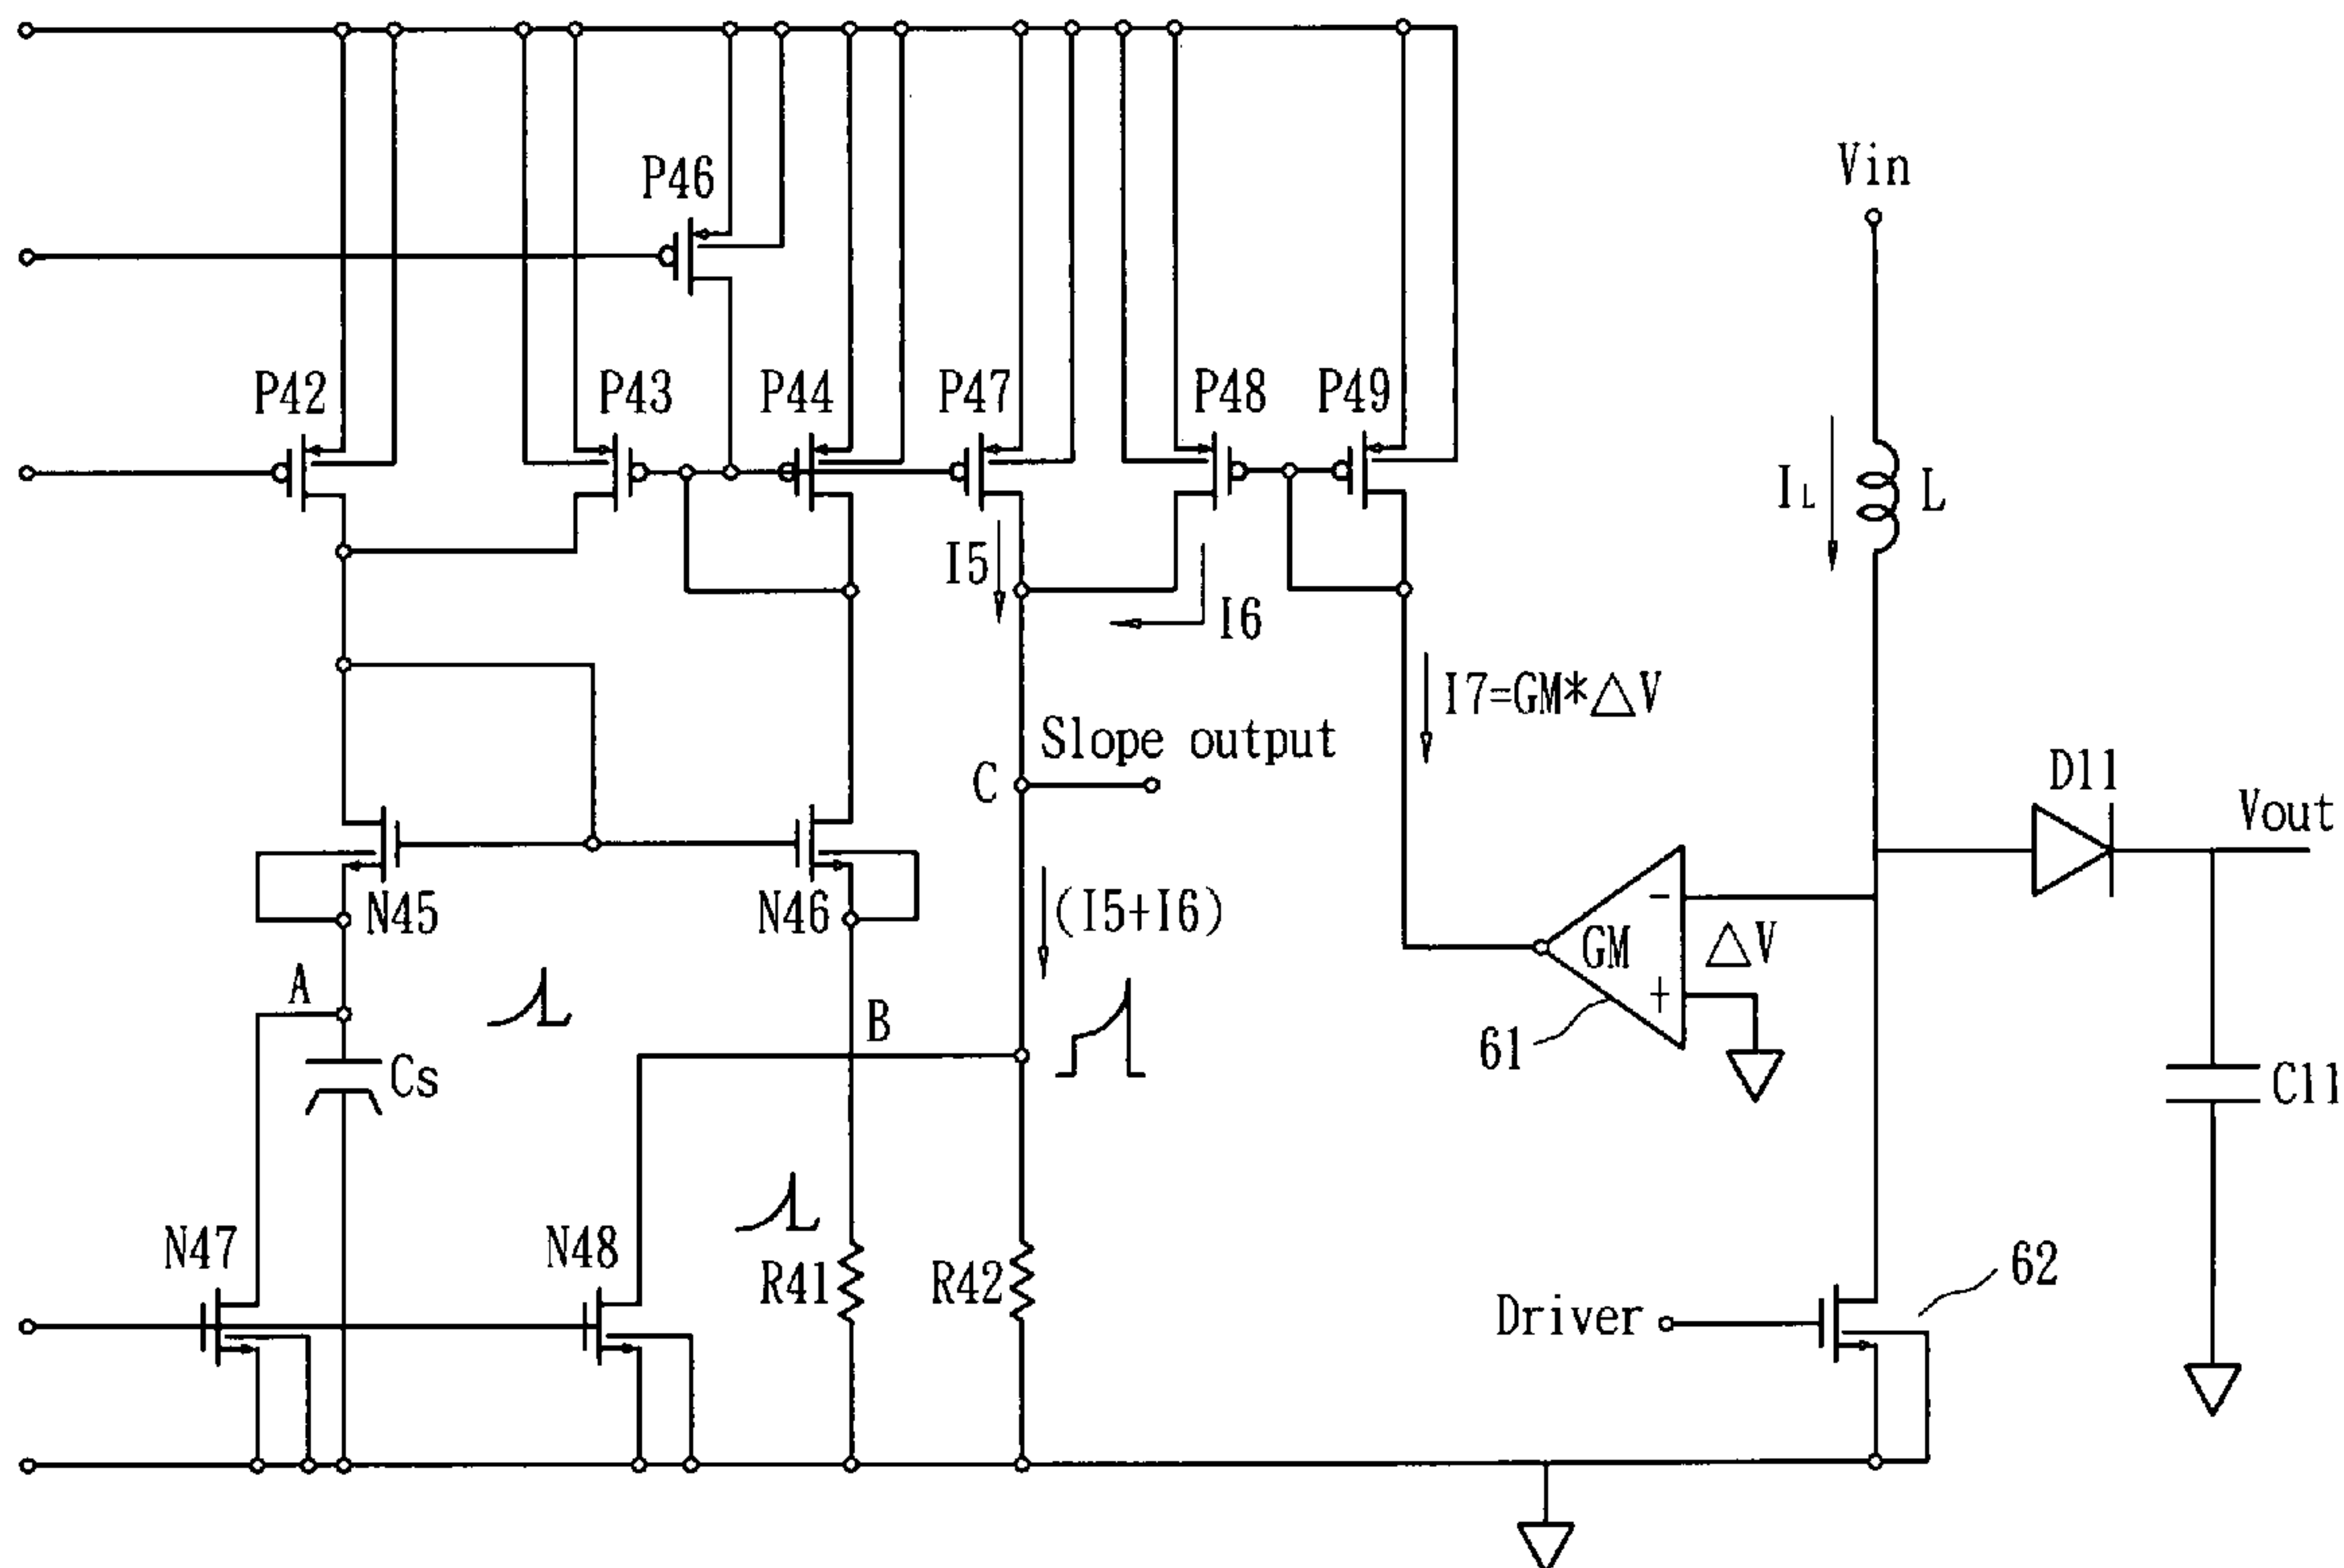 P46
Vin
P42
P43
P44
P47
P48
P49
I5
I6
IL
L
I7=GM*△V
Slope output
C
D11
Vout
N45
N46
(I5+I6)
-
GM
△V
+
A
B
61
Cs
C11
N47
N48
R41
R42
Driver
62